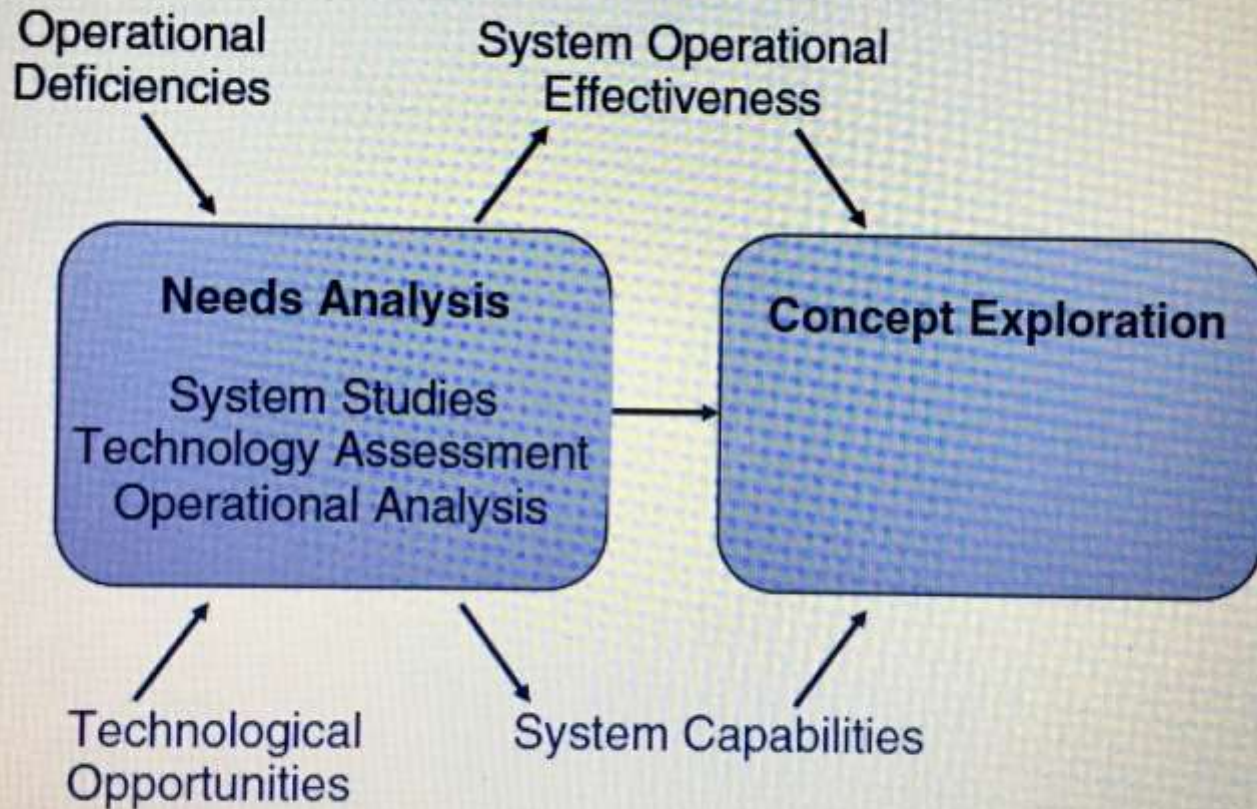 Operational
Deficiencies
System Operational
Effectiveness
Needs Analysis
System Studies
Technology Assessment
Operational Analysis
Concept Exploration
Technological
Opportunities
System Capabilities